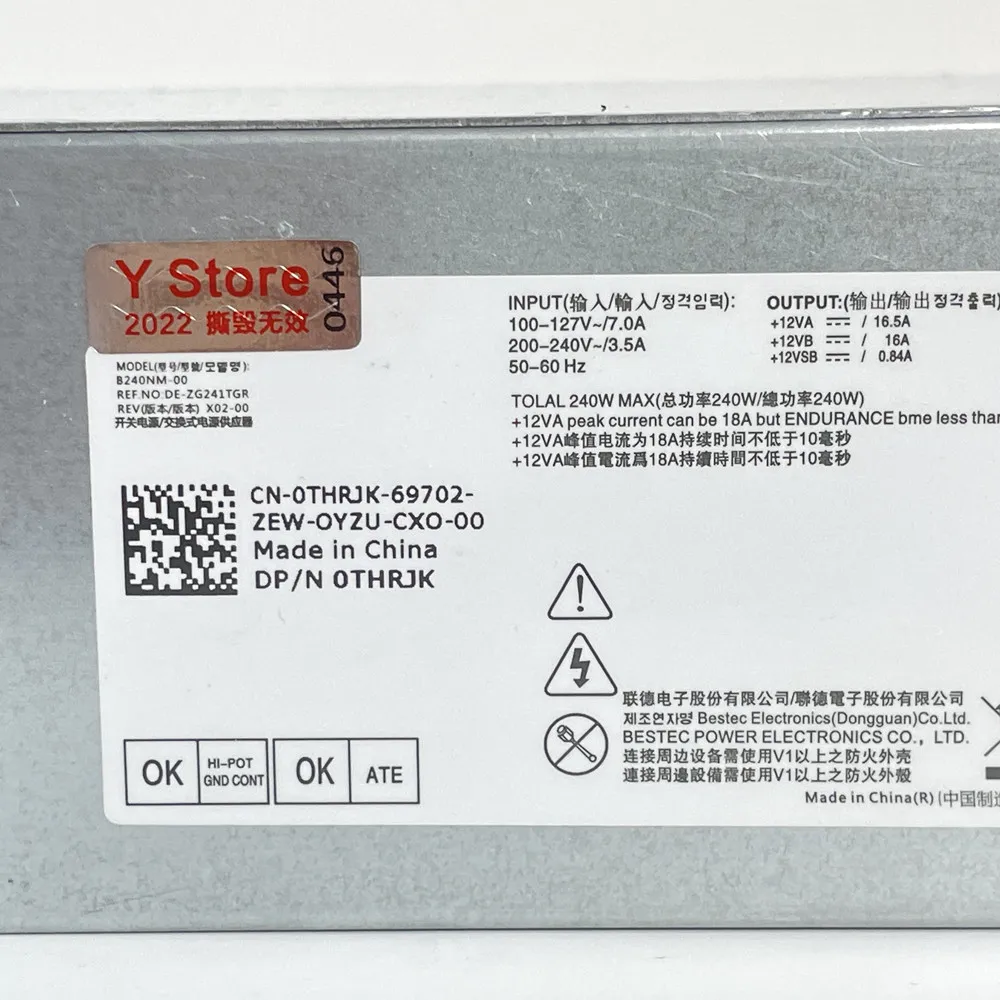 Y Store
2022 撕毁无效
0446
MODEL(型号/型號/모델명):
B240NM-00
REF.NO:DE-ZG241TGR
REV(版本/版本) X02-00
开关电源/交换式电源供应器
CN-0THRJK-69702-
ZEW-OYZU-CXO-00
Made in China
DP/N 0THRJK
OK HI-POT GND CONT OK ATE
INPUT(输入/輸入/정격입력):
100–127V~/7.0A
200–240V~/3.5A
50–60 Hz
OUTPUT:(输出/输出정격출력)
+12VA ⎓ / 16.5A
+12VB ⎓ / 16A
+12VSB ⎓ / 0.84A
TOLAL 240W MAX(总功率240W/總功率240W)
+12VA peak current can be 18A but ENDURANCE bme less than
+12VA峰值电流为18A持续时间不低于10毫秒
+12VA峰值電流爲18A持續時間不低于10毫秒
联德电子股份有限公司/聯德電子股份有限公司
제조연자명 Bestec Electronics(Dongguan)Co.Ltd.
BESTEC POWER ELECTRONICS CO., LTD.
连接周边设备需使用V1以上之防火外壳
連接周邊設備需使用V1以上之防火外殼
Made in China(R) (中国制造